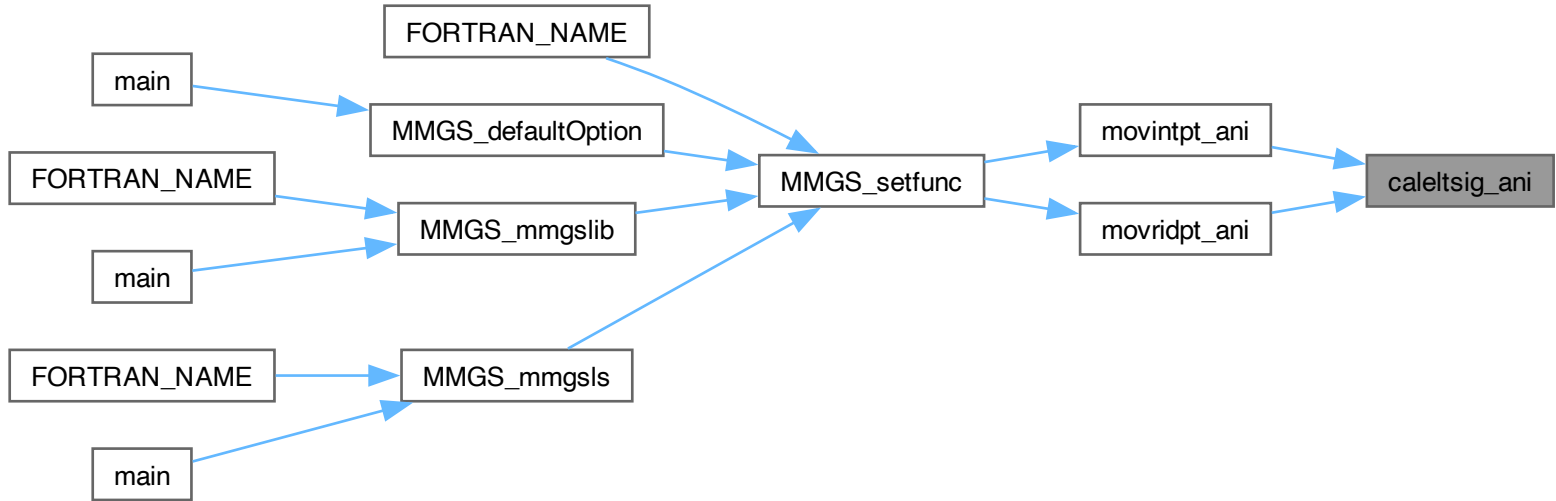 FORTRAN_NAME
main
MMGS_defaultOption
movintpt_ani
FORTRAN_NAME
MMGS_setfunc
caleltsig_ani
MMGS_mmgslib
movridpt_ani
main
FORTRAN_NAME
MMGS_mmgsls
main